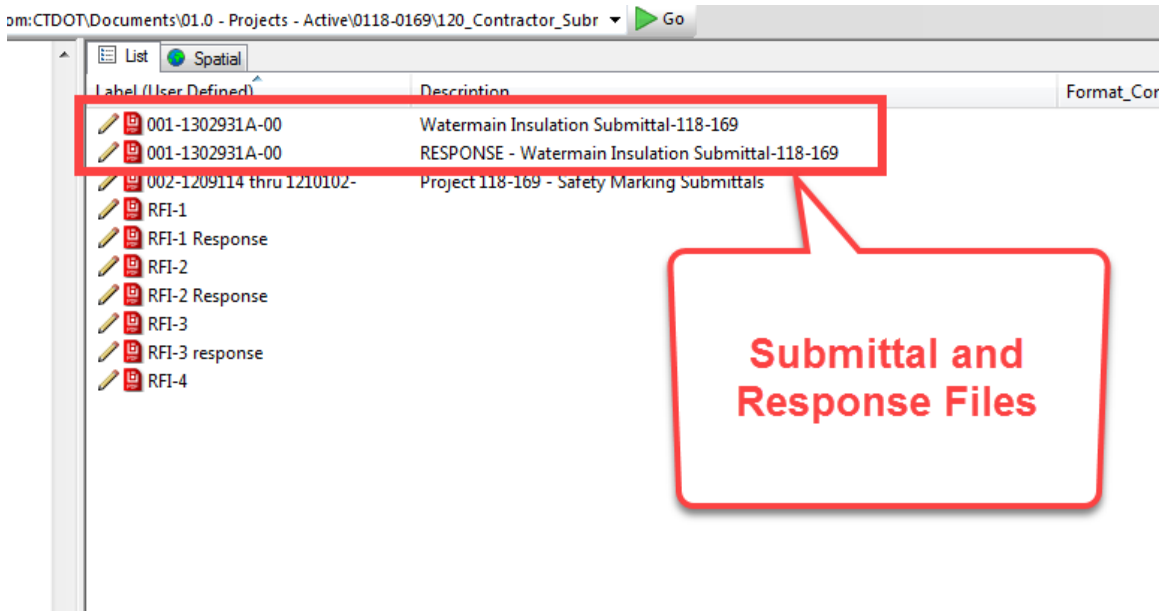 om:CTDOT\Documents\01.0 - Projects - Active\0118-0169\120_Contractor_Subr Go
List Spatial
Label (User Defined) Description Format_Cor
001-1302931A-00 Watermain Insulation Submittal-118-169
001-1302931A-00 RESPONSE - Watermain Insulation Submittal-118-169
002-1209114 thru 1210102- Project 118-169 - Safety Marking Submittals
RFI-1
RFI-1 Response
RFI-2
RFI-2 Response
RFI-3
RFI-3 response
RFI-4
Submittal and
Response Files